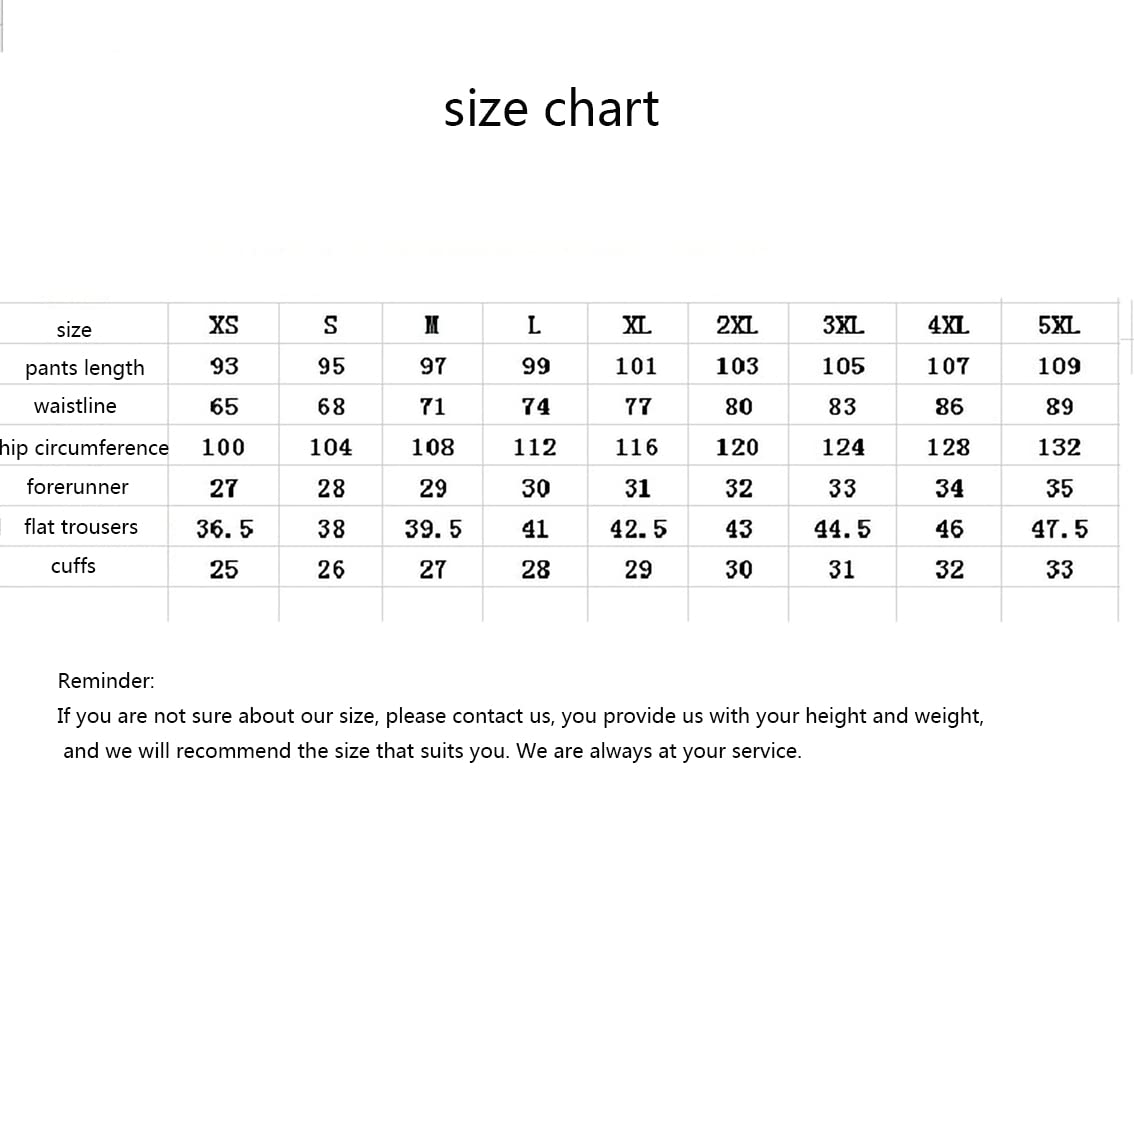 size chart
size XS S M L XL 2XL 3XL 4XL 5XL
pants length 93 95 97 99 101 103 105 107 109
waistline 65 68 71 74 77 80 83 86 89
hip circumference 100 104 108 112 116 120 124 128 132
forerunner 27 28 29 30 31 32 33 34 35
flat trousers 36.5 38 39.5 41 42.5 43 44.5 46 47.5
cuffs 25 26 27 28 29 30 31 32 33
Reminder:
If you are not sure about our size, please contact us, you provide us with your height and weight,
and we will recommend the size that suits you. We are always at your service.